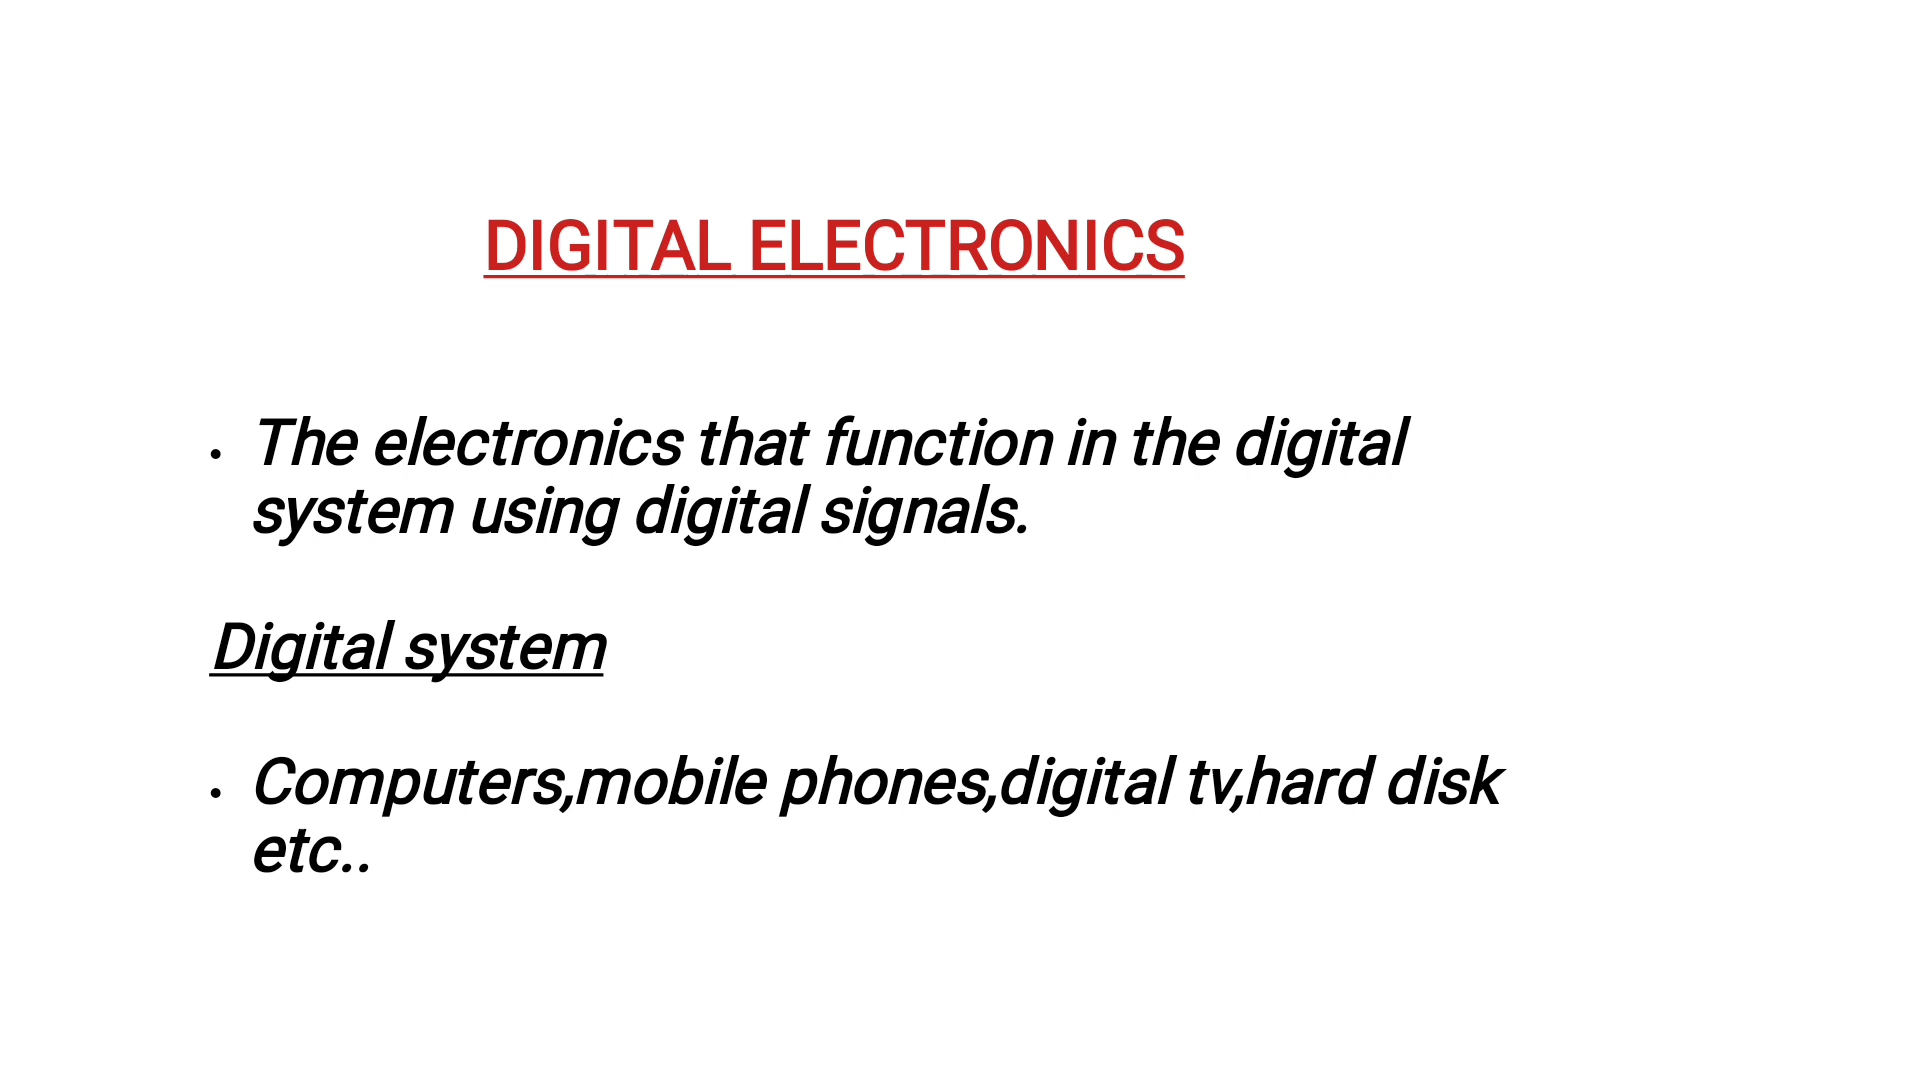 DIGITAL ELECTRONICS
• The electronics that function in the digital
system using digital signals.
Digital system
• Computers,mobile phones,digital tv,hard disk
etc..